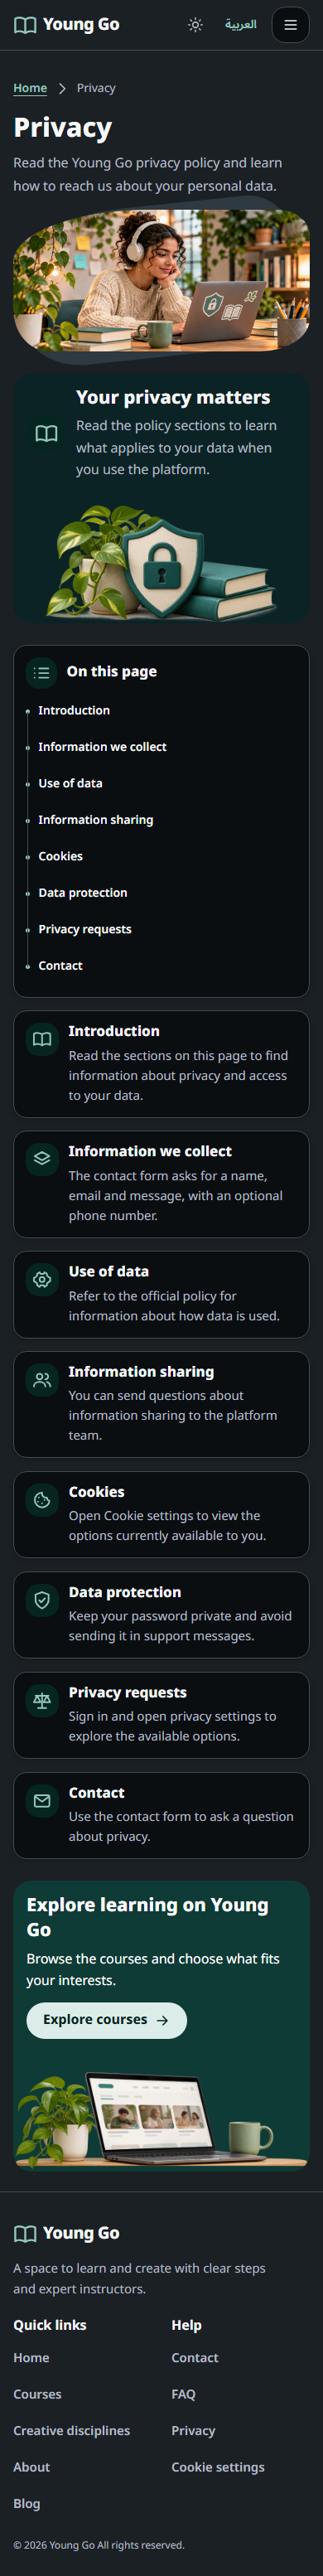 Young Go
العربية
Home > Privacy
Privacy
Read the Young Go privacy policy and learn
how to reach us about your personal data.
Your privacy matters
Read the policy sections to learn
what applies to your data when
you use the platform.
On this page
Introduction
Information we collect
Use of data
Information sharing
Cookies
Data protection
Privacy requests
Contact
Introduction
Read the sections on this page to find
information about privacy and access
to your data.
Information we collect
The contact form asks for a name,
email and message, with an optional
phone number.
Use of data
Refer to the official policy for
information about how data is used.
Information sharing
You can send questions about
information sharing to the platform
team.
Cookies
Open Cookie settings to view the
options currently available to you.
Data protection
Keep your password private and avoid
sending it in support messages.
Privacy requests
Sign in and open privacy settings to
explore the available options.
Contact
Use the contact form to ask a question
about privacy.
Explore learning on Young
Go
Browse the courses and choose what fits
your interests.
Explore courses →
Young Go
A space to learn and create with clear steps
and expert instructors.
Quick links
Home
Courses
Creative disciplines
About
Blog
Help
Contact
FAQ
Privacy
Cookie settings
© 2026 Young Go All rights reserved.